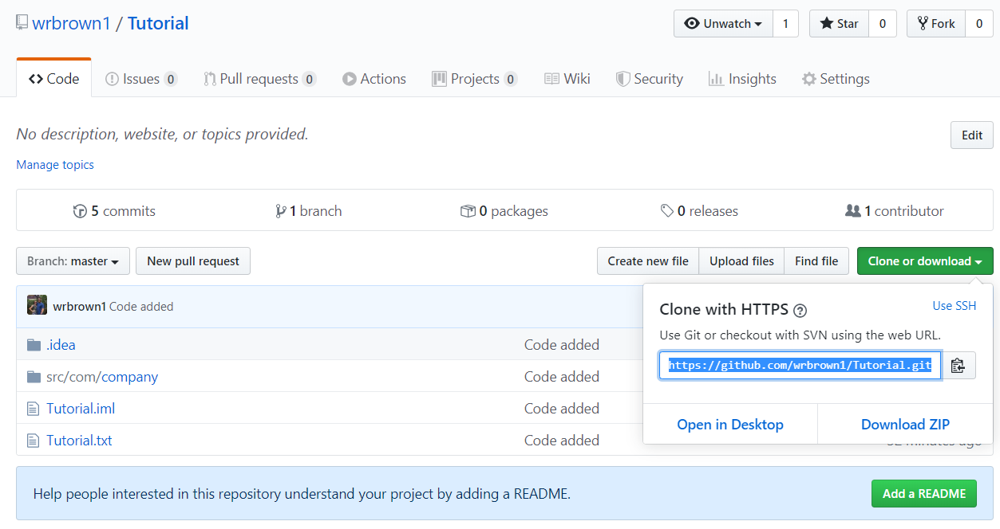 wrbrown1 / Tutorial
Unwatch 1 Star 0 Fork 0
Code Issues 0 Pull requests 0 Actions Projects 0 Wiki Security Insights Settings
No description, website, or topics provided.
Edit
Manage topics
5 commits 1 branch 0 packages 0 releases 1 contributor
Branch: master New pull request Create new file Upload files Find file Clone or download
wrbrown1 Code added
Clone with HTTPS ? Use SSH
Use Git or checkout with SVN using the web URL.
.idea Code added
https://github.com/wrbrown1/Tutorial.git
src/com/company Code added
Tutorial.iml Code added
Open in Desktop Download ZIP
Tutorial.txt Code added
Help people interested in this repository understand your project by adding a README.
Add a README